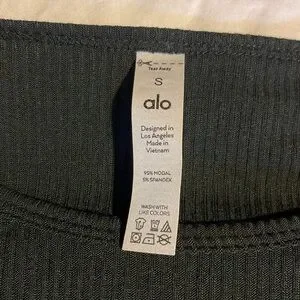 Tear Away
S
alo
Designed in
Los Angeles
Made in
Vietnam
95% MODAL
5% SPANDEX
WASH WITH
LIKE COLORS